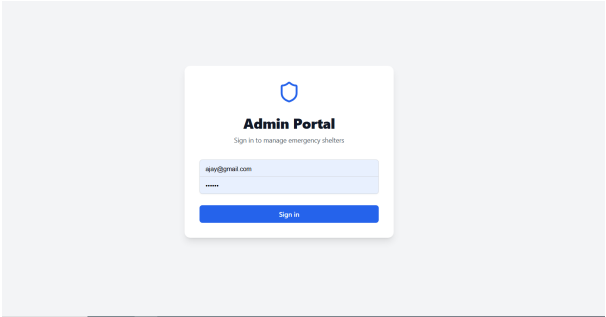 Admin Portal
Sign in to manage emergency shelters
ajay@gmail.com
••••••
Sign in